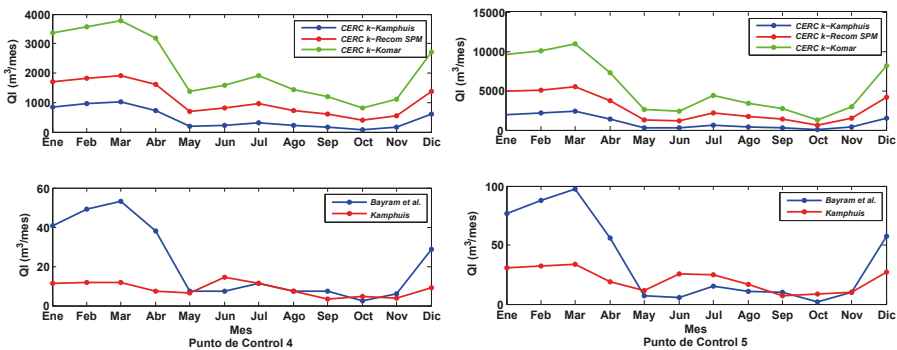 4000
3000
2000
1000
0
Ql (m³/mes)
CERC k−Kamphuis
CERC k−Recom SPM
CERC k−Komar
Ene Feb Mar Abr May Jun Jul Ago Sep Oct Nov Dic
15000
10000
5000
0
Ql (m³/mes)
CERC k−Kamphuis
CERC k−Recom SPM
CERC k−Komar
Ene Feb Mar Abr May Jun Jul Ago Sep Oct Nov Dic
60
40
20
0
Ql (m³/mes)
Bayram et al.
Kamphuis
Ene Feb Mar Abr May Jun Jul Ago Sep Oct Nov Dic
Mes
Punto de Control 4
100
50
0
Ql (m³/mes)
Bayram et al.
Kamphuis
Ene Feb Mar Abr May Jun Jul Ago Sep Oct Nov Dic
Mes
Punto de Control 5